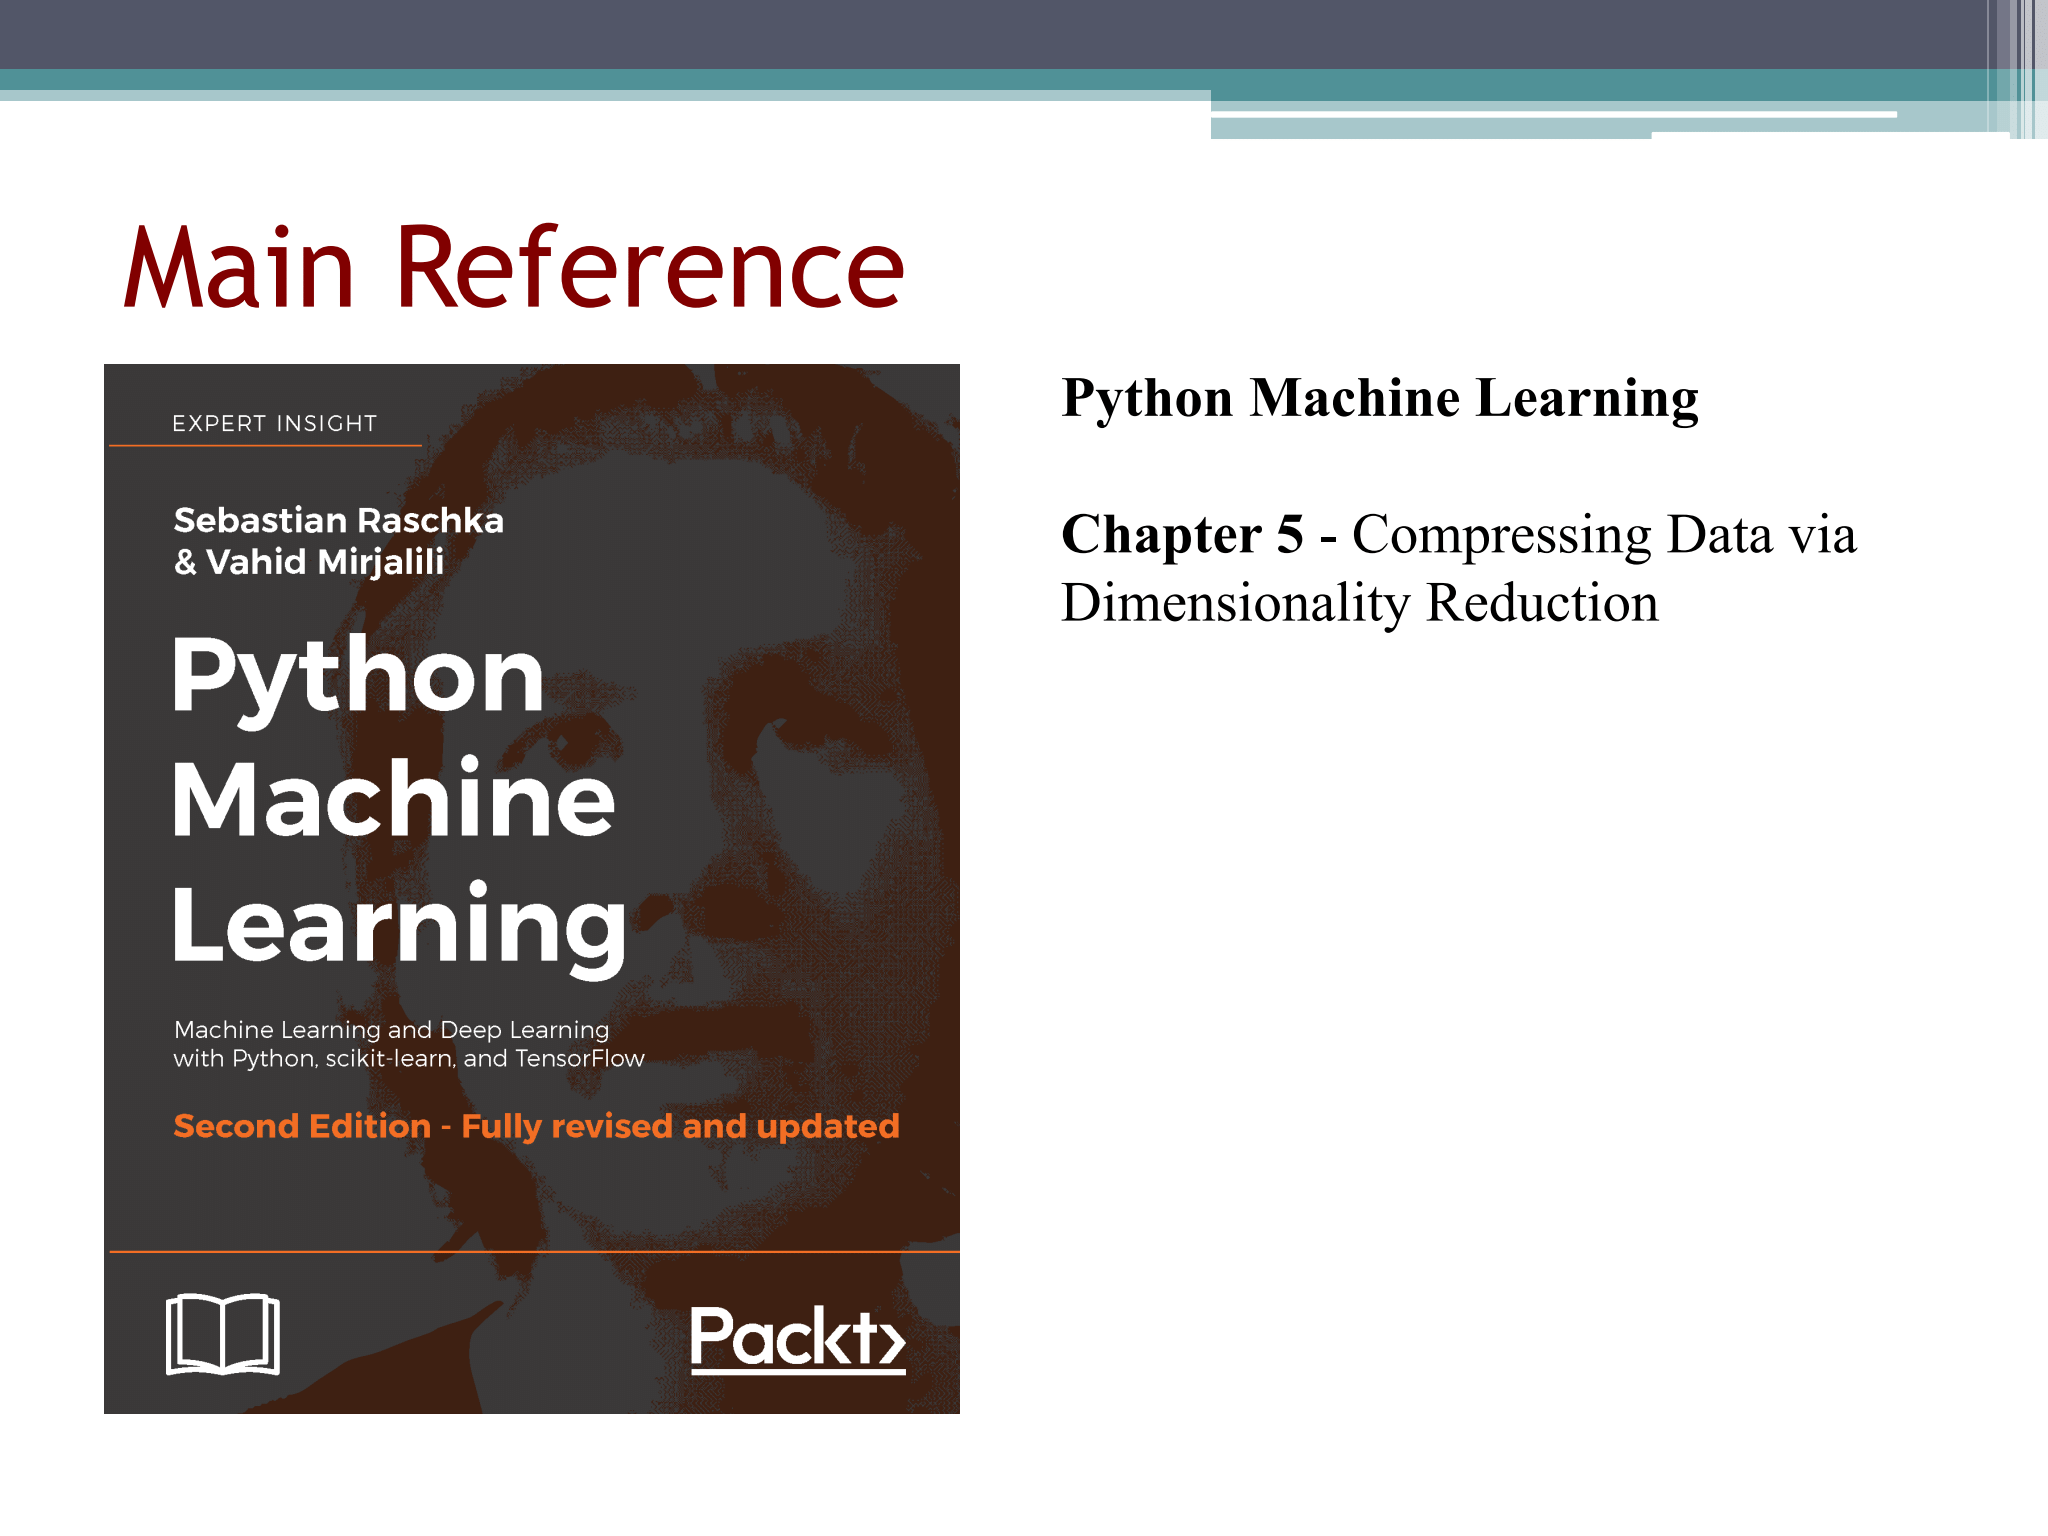 Main Reference
EXPERT INSIGHT
Sebastian Raschka
& Vahid Mirjalili
Python
Machine
Learning
Machine Learning and Deep Learning
with Python, scikit-learn, and TensorFlow
Second Edition - Fully revised and updated
Packt>
Python Machine Learning
Chapter 5 - Compressing Data via
Dimensionality Reduction